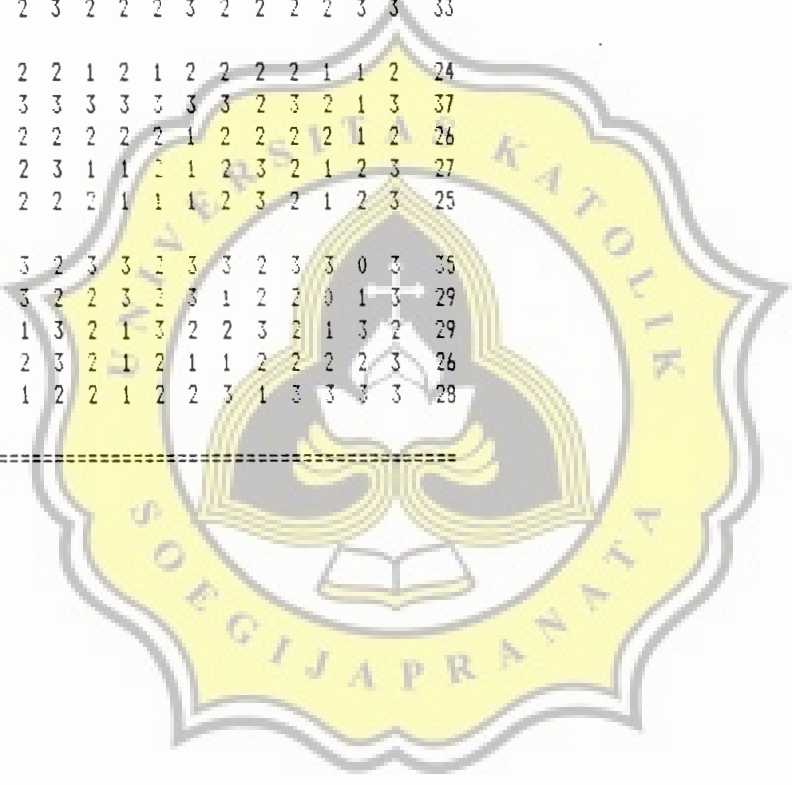 2 3 2 2 2 3 2 2 2 2 3 3 33
2 2 1 2 1 2 2 2 2 1 1 2 24
3 3 3 3 3 3 3 2 3 2 1 3 37
2 2 2 2 2 1 2 2 2 2 1 2 26
2 3 1 1 1 2 3 2 1 2 3 27
2 2 2 1 1 1 2 3 2 1 2 3 25
3 2 3 3 3 3 2 3 3 0 3 35
3 2 2 3 3 1 2 2 0 1 3 29
1 3 2 1 3 2 2 3 2 1 3 2 29
2 3 2 1 2 1 1 2 2 2 2 3 26
1 2 2 1 2 2 3 1 3 3 3 3 28
UNIVERSITAS KATOLIK
SOEGIJAPRANATA